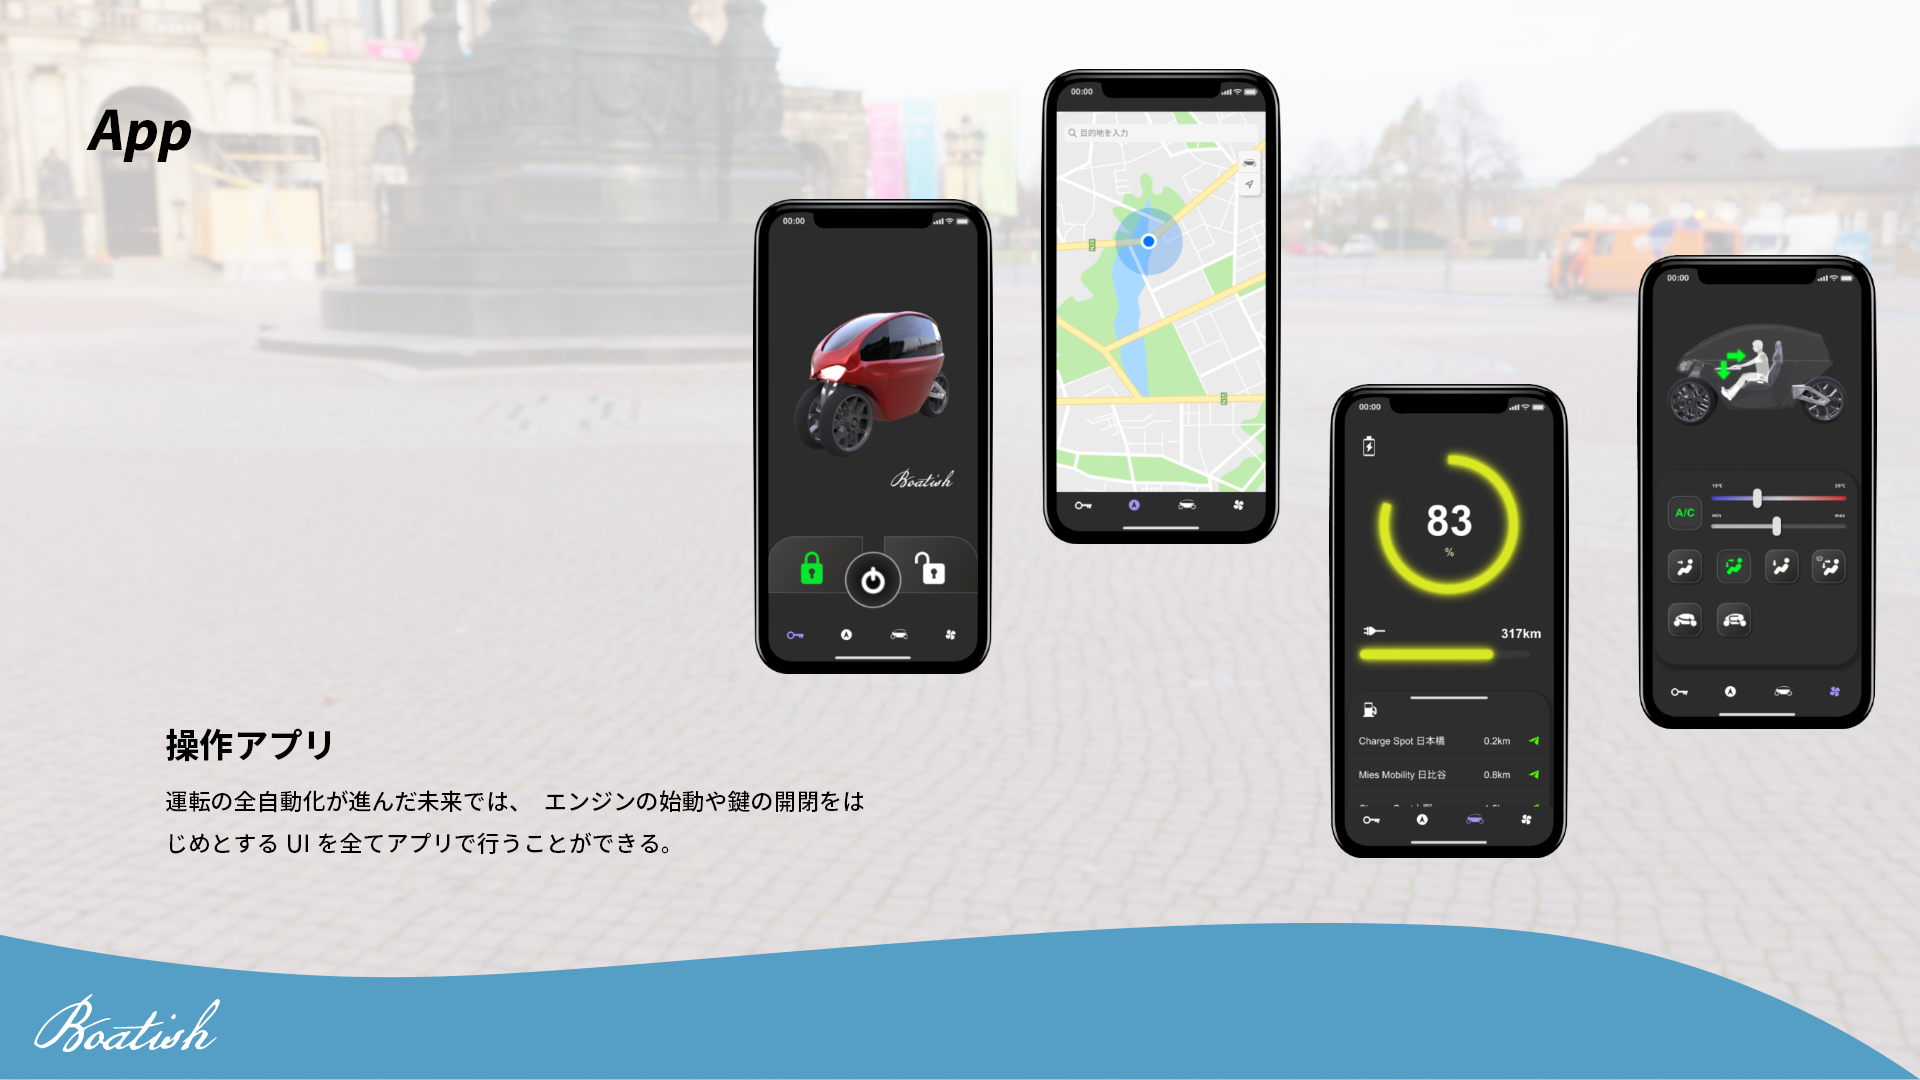 App
00:00
Boatish
00:00
目的地を入力
00:00
83
%
317km
Charge Spot 日本橋 0.2km
Mies Mobility 日比谷 0.8km
00:00
A/C
min max
操作アプリ
運転の全自動化が進んだ未来では、 エンジンの始動や鍵の開閉をは
じめとする UI を全てアプリで行うことができる。
Boatish